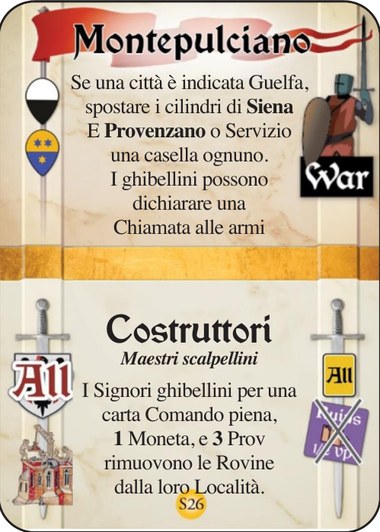 Montepulciano
Se una città è indicata Guelfa,
spostare i cilindri di Siena
E Provenzano o Servizio
una casella ognuno.
I ghibellini possono
dichiarare una
Chiamata alle armi
War
Costruttori
Maestri scalpellini
All
All
I Signori ghibellini per una
carta Comando piena,
1 Moneta, e 3 Prov
rimuovono le Rovine
dalla loro Località.
Ruins
VP
S26